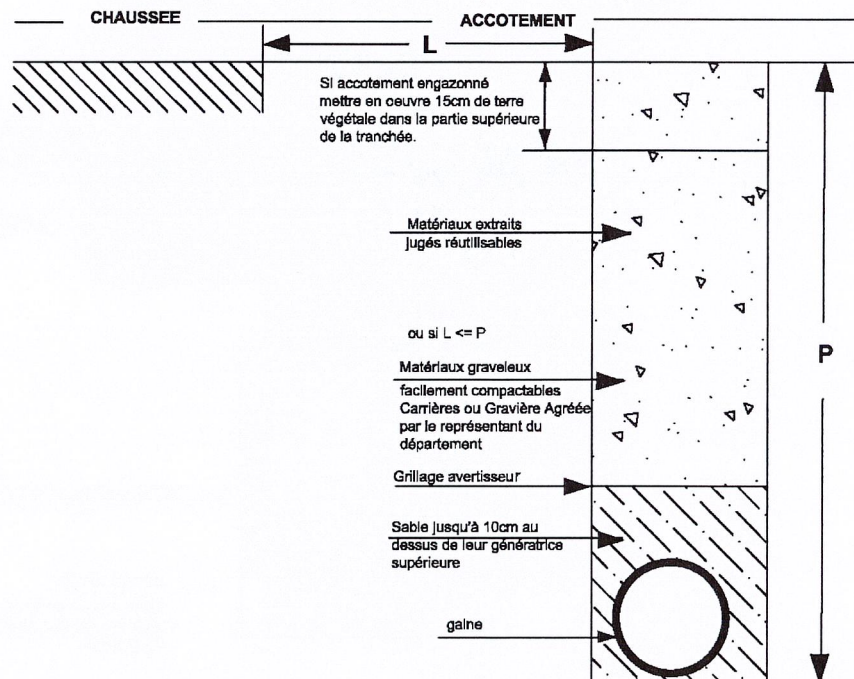 CHAUSSEE
ACCOTEMENT
L
Si accotement engazonné
mettre en oeuvre 15cm de terre
végétale dans la partie supérieure
de la tranchée.
Matériaux extraits
jugés réutilisables
ou si L <= P
P
Matériaux graveleux
facilement compactables
Carrières ou Gravière Agréée
par le représentant du
département
Grillage avertisseur
Sable jusqu'à 10cm au
dessus de leur génératrice
supérieure
gaine